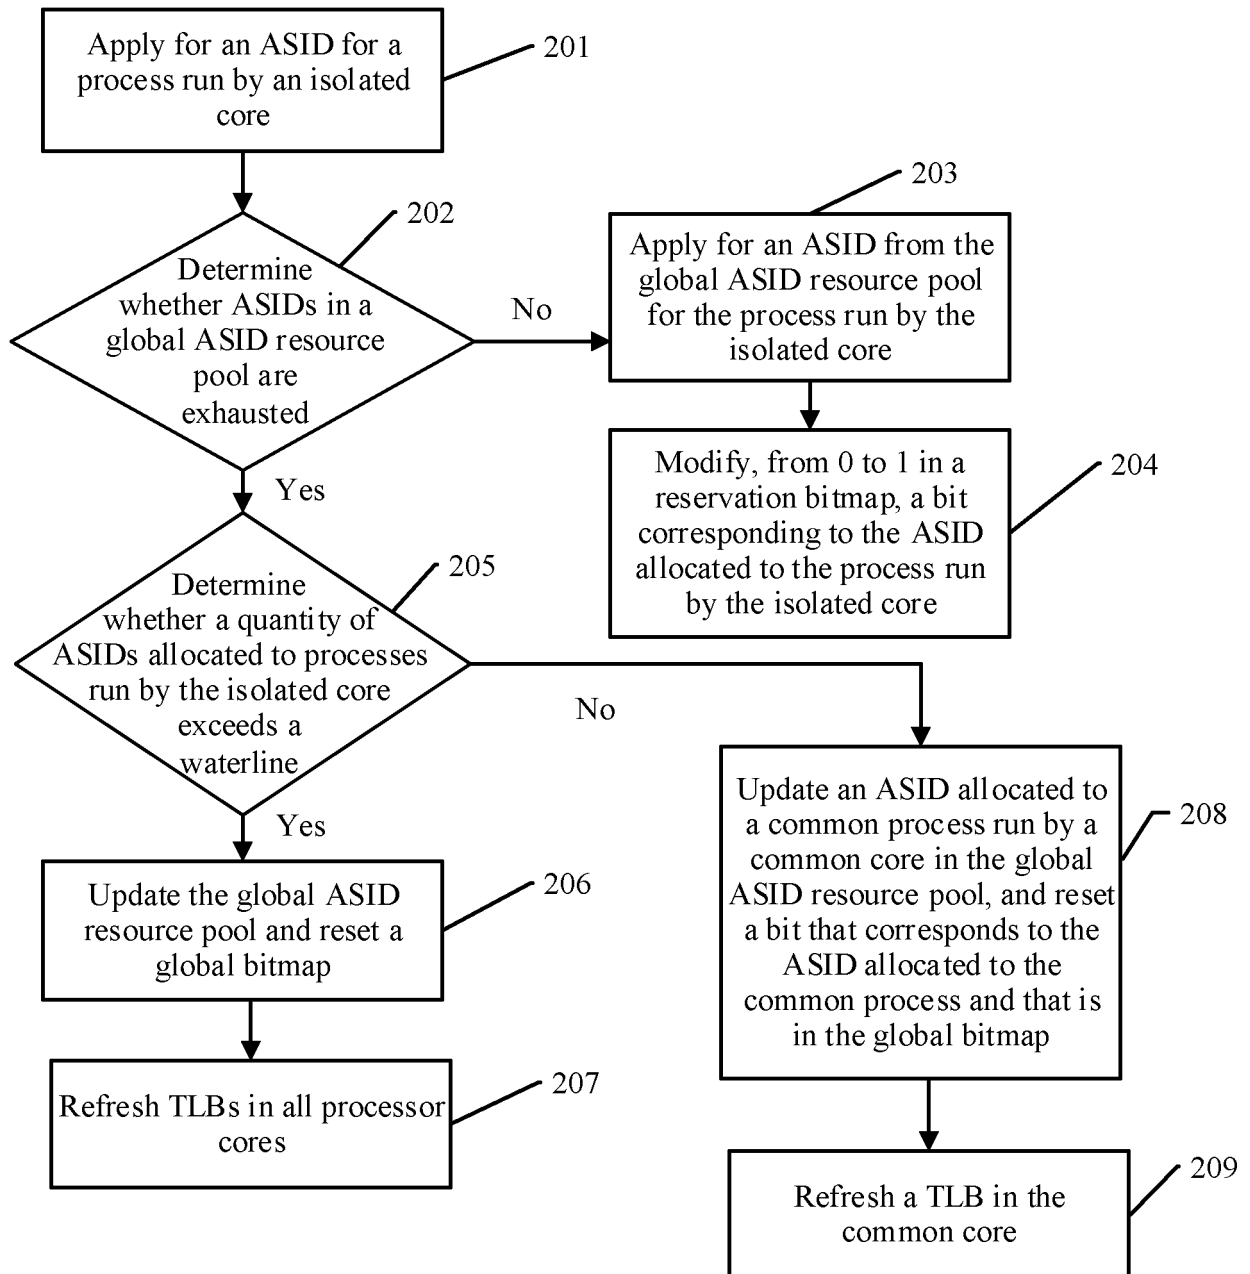 Apply for an ASID for a
process run by an isolated
core
201
Determine
whether ASIDs in a
global ASID resource
pool are
exhausted
202
No
Yes
Apply for an ASID from the
global ASID resource pool
for the process run by the
isolated core
203
Modify, from 0 to 1 in a
reservation bitmap, a bit
corresponding to the ASID
allocated to the process run
by the isolated core
204
Determine
whether a quantity of
ASIDs allocated to processes
run by the isolated core
exceeds a
waterline
205
No
Yes
Update the global ASID
resource pool and reset a
global bitmap
206
Refresh TLBs in all processor
cores
207
Update an ASID allocated to
a common process run by a
common core in the global
ASID resource pool, and reset
a bit that corresponds to the
ASID allocated to the
common process and that is
in the global bitmap
208
Refresh a TLB in the
common core
209